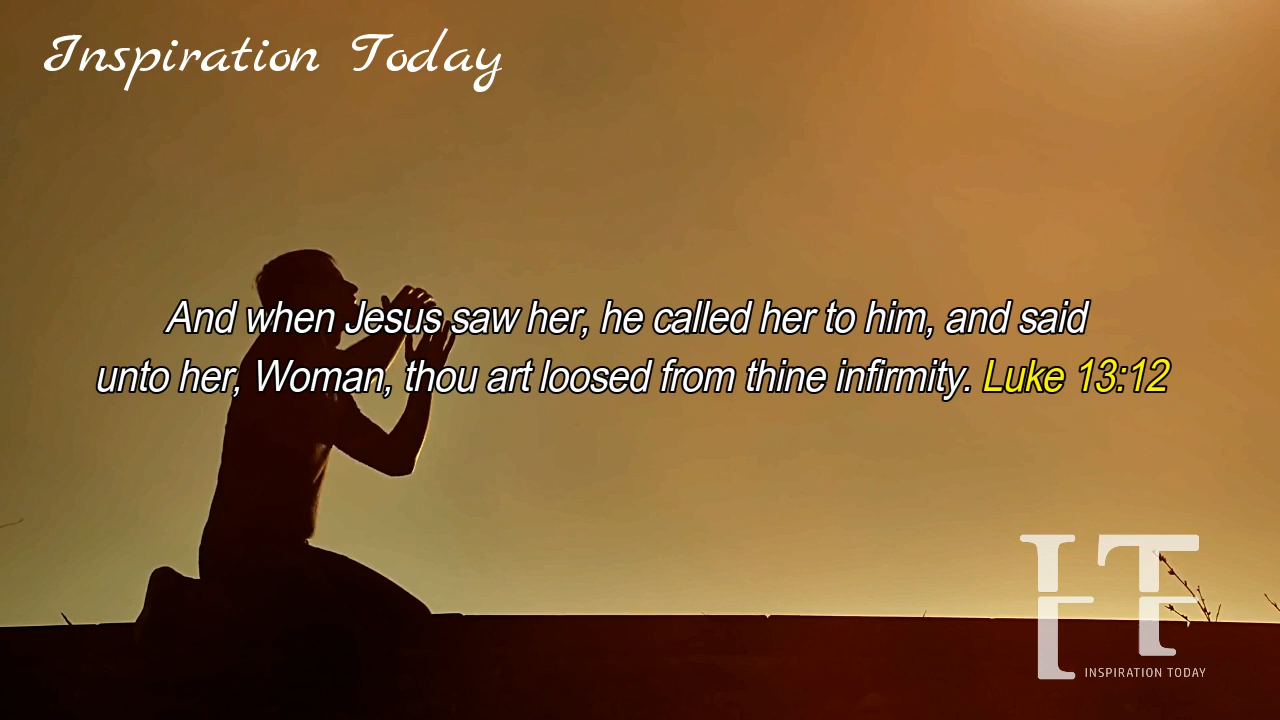 Inspiration Today
And when Jesus saw her, he called her to him, and said
unto her, Woman, thou art loosed from thine infirmity. Luke 13:12
IT
INSPIRATION TODAY